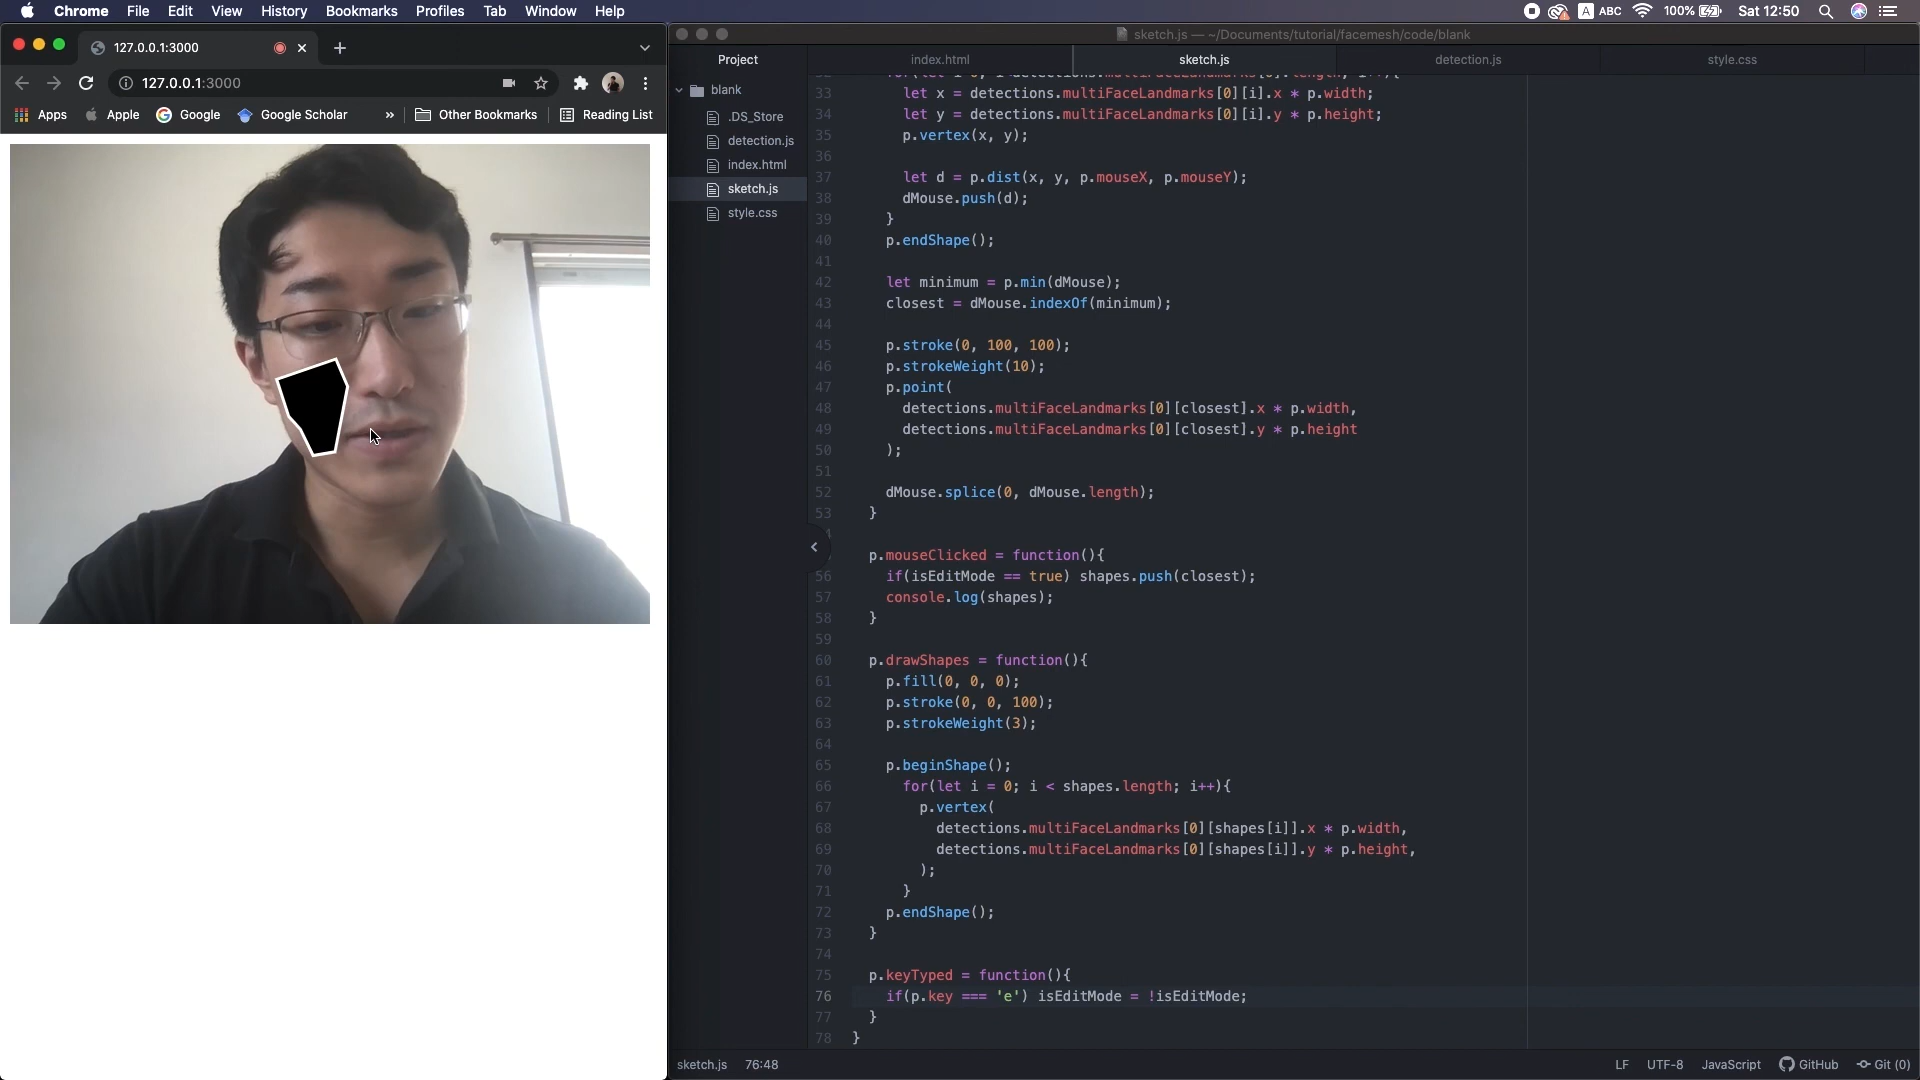 Chrome File Edit View History Bookmarks Profiles Tab Window Help
A ABC 100% Sat 12:50
127.0.0.1:3000
127.0.0.1:3000
Apps Apple Google Google Scholar » Other Bookmarks Reading List
sketch.js — ~/Documents/tutorial/facemesh/code/blank
Project
index.html sketch.js detection.js style.css
blank
.DS_Store
detection.js
index.html
sketch.js
style.css
33 let x = detections.multiFaceLandmarks[0][i].x * p.width;
34 let y = detections.multiFaceLandmarks[0][i].y * p.height;
35 p.vertex(x, y);
36
37 let d = p.dist(x, y, p.mouseX, p.mouseY);
38 dMouse.push(d);
39 }
40 p.endShape();
41
42 let minimum = p.min(dMouse);
43 closest = dMouse.indexOf(minimum);
44
45 p.stroke(0, 100, 100);
46 p.strokeWeight(10);
47 p.point(
48 detections.multiFaceLandmarks[0][closest].x * p.width,
49 detections.multiFaceLandmarks[0][closest].y * p.height
50 );
51
52 dMouse.splice(0, dMouse.length);
53 }
p.mouseClicked = function(){
56 if(isEditMode == true) shapes.push(closest);
57 console.log(shapes);
58 }
59
60 p.drawShapes = function(){
61 p.fill(0, 0, 0);
62 p.stroke(0, 0, 100);
63 p.strokeWeight(3);
64
65 p.beginShape();
66 for(let i = 0; i < shapes.length; i++){
67 p.vertex(
68 detections.multiFaceLandmarks[0][shapes[i]].x * p.width,
69 detections.multiFaceLandmarks[0][shapes[i]].y * p.height,
70 );
71 }
72 p.endShape();
73 }
74
75 p.keyTyped = function(){
76 if(p.key === 'e') isEditMode = !isEditMode;
77 }
78 }
sketch.js 76:48 LF UTF-8 JavaScript GitHub Git (0)